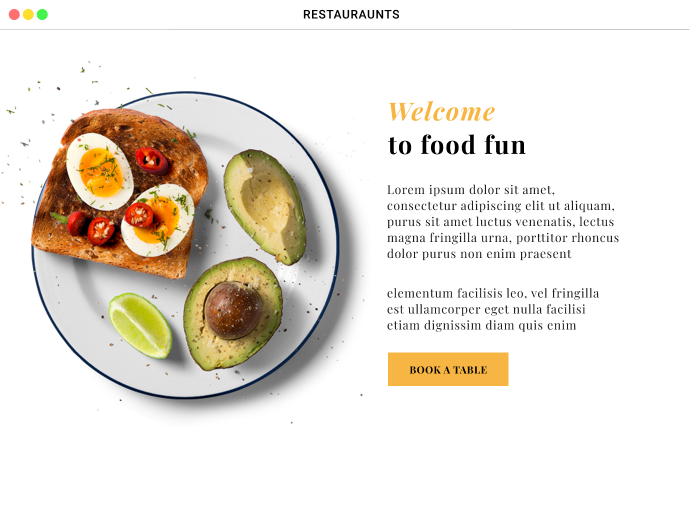 RESTAURAUNTS
Welcome
to food fun
Lorem ipsum dolor sit amet,
consectetur adipiscing elit ut aliquam,
purus sit amet luctus venenatis, lectus
magna fringilla urna, porttitor rhoncus
dolor purus non enim praesent
elementum facilisis leo, vel fringilla
est ullamcorper eget nulla facilisi
etiam dignissim diam quis enim
BOOK A TABLE